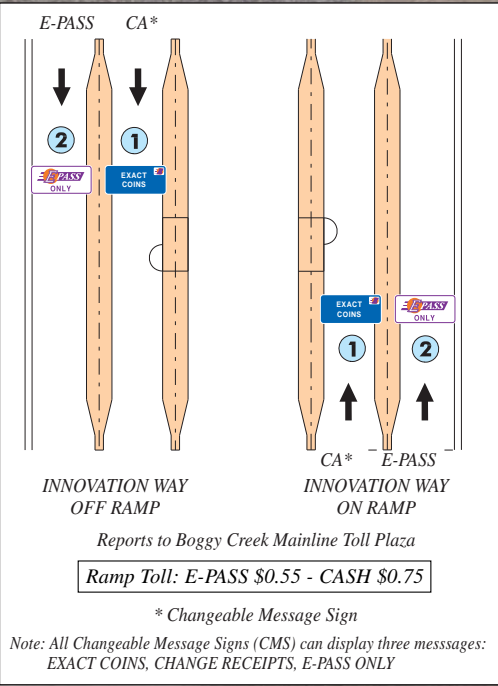 E-PASS CA*
2 1
E-PASS
ONLY
EXACT
COINS
EXACT
COINS
E-PASS
ONLY
1 2
CA* E-PASS
INNOVATION WAY
OFF RAMP
INNOVATION WAY
ON RAMP
Reports to Boggy Creek Mainline Toll Plaza
Ramp Toll: E-PASS $0.55 - CASH $0.75
* Changeable Message Sign
Note: All Changeable Message Signs (CMS) can display three messsages:
EXACT COINS, CHANGE RECEIPTS, E-PASS ONLY